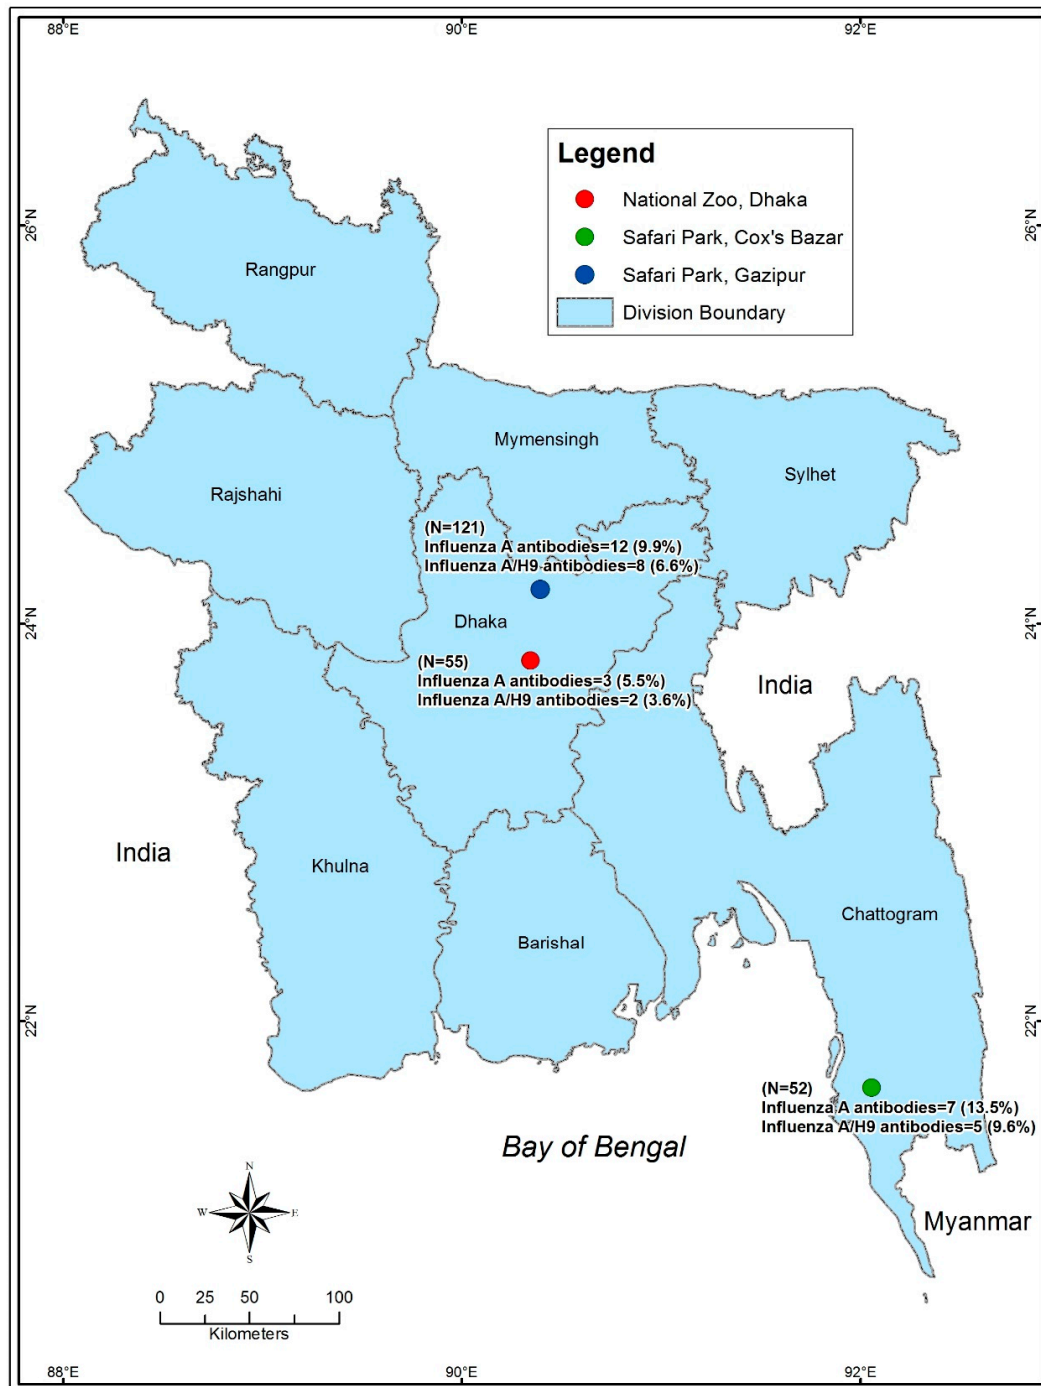 88°E
90°E
92°E
26°N
26°N
Legend
National Zoo, Dhaka
Safari Park, Cox's Bazar
Safari Park, Gazipur
Division Boundary
Rangpur
Mymensingh
Sylhet
Rajshahi
(N=121)
Influenza A antibodies=12 (9.9%)
Influenza A/H9 antibodies=8 (6.6%)
24°N
24°N
Dhaka
(N=55)
Influenza A antibodies=3 (5.5%)
Influenza A/H9 antibodies=2 (3.6%)
India
India
Khulna
Chattogram
Barishal
22°N
22°N
(N=52)
Influenza A antibodies=7 (13.5%)
Influenza A/H9 antibodies=5 (9.6%)
Bay of Bengal
Myanmar
N
W
E
S
0 25 50 100
Kilometers
88°E
90°E
92°E